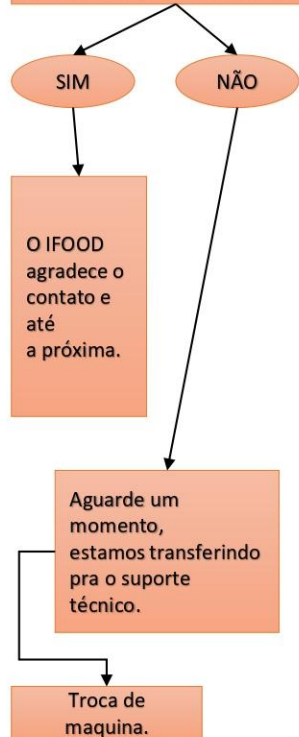 SIM
NÃO
O IFOOD
agradece o
contato e
até
a próxima.
Aguarde um
momento,
estamos transferindo
pra o suporte
técnico.
Troca de
maquina.